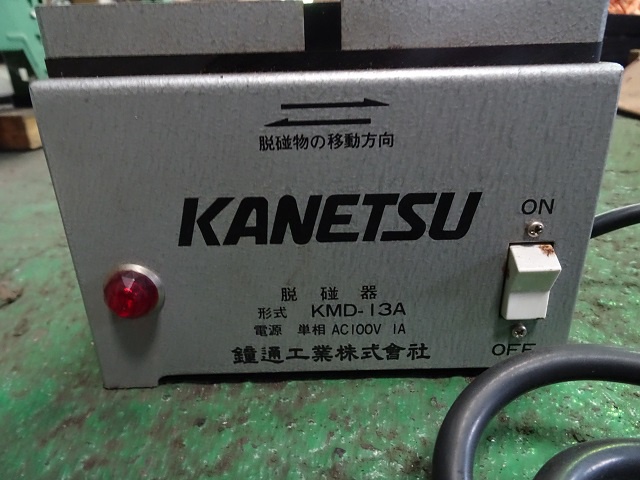 脱磁物の移動方向
KANETSU
ON
脱磁器
形式 KMD-13A
電源 単相 AC100V 1A
鐘通工業株式會社
OFF